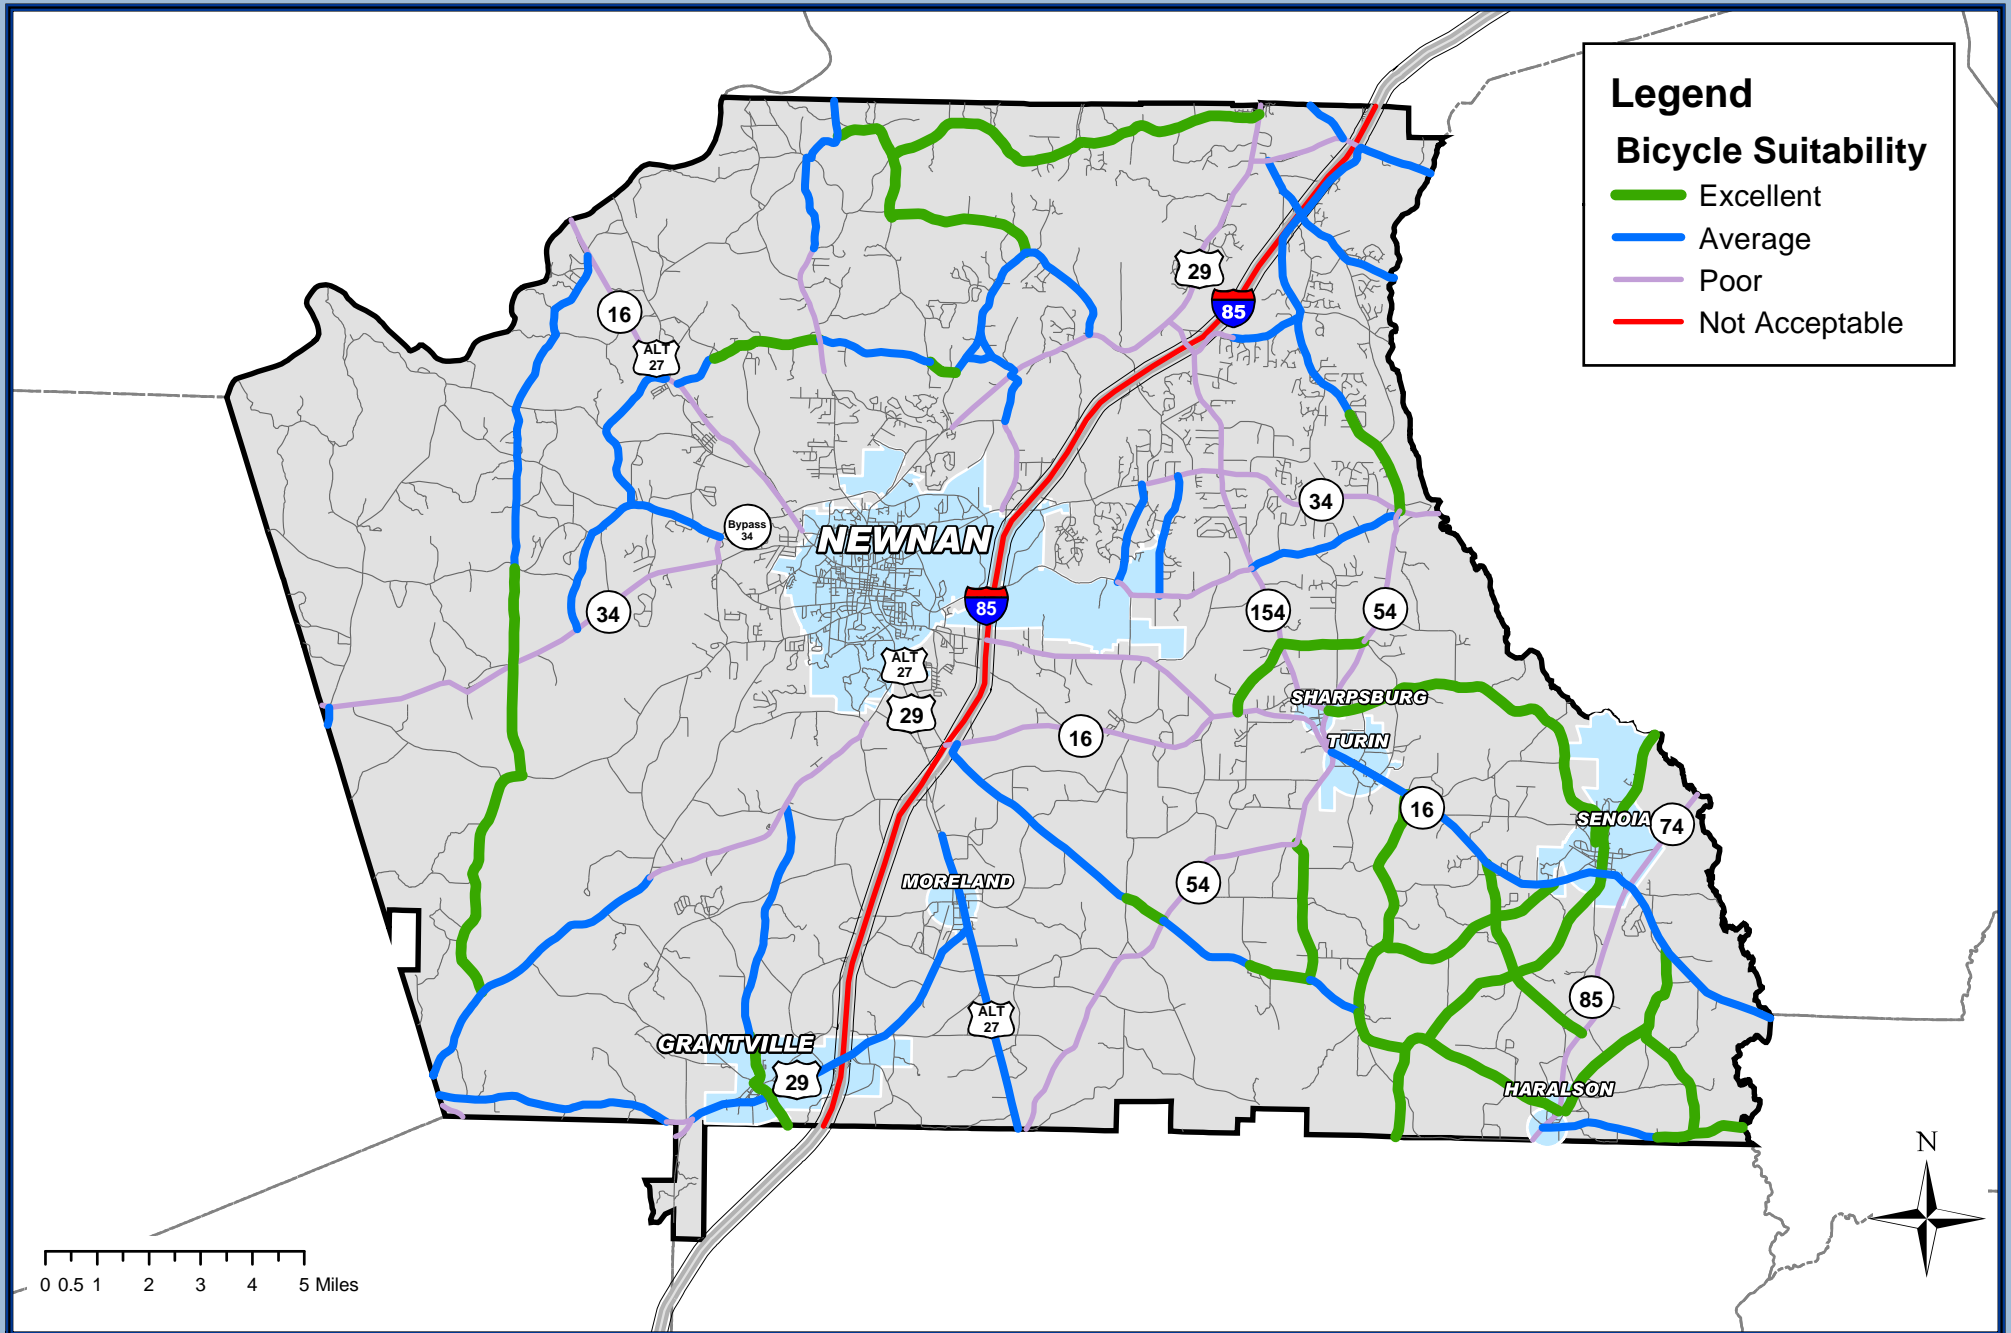 Legend
Bicycle Suitability
Excellent
Average
Poor
Not Acceptable
29
85
16
ALT
27
34
Bypass
34
NEWNAN
34
85
154
54
ALT
27
29
SHARPSBURG
16
TURIN
16
SENOIA
74
54
MORELAND
85
ALT
27
GRANTVILLE
29
HARALSON
N
0 0.5 1 2 3 4 5 Miles